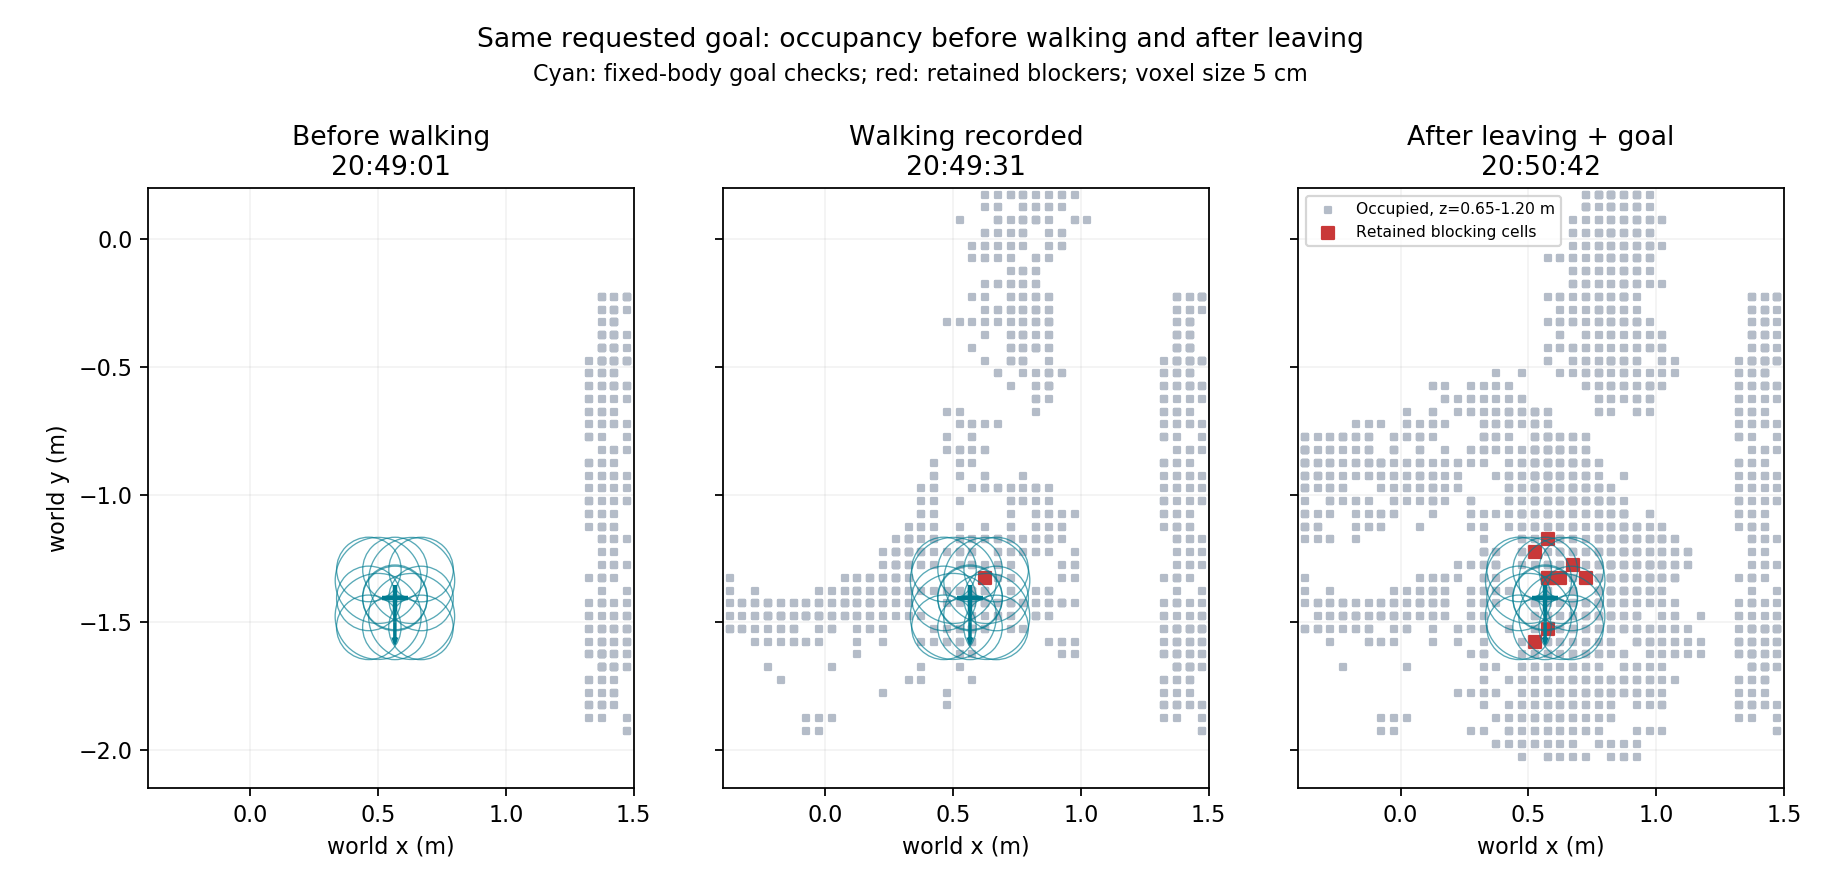 Same requested goal: occupancy before walking and after leaving
Cyan: fixed-body goal checks; red: retained blockers; voxel size 5 cm
Before walking
20:49:01
Walking recorded
20:49:31
After leaving + goal
20:50:42
Occupied, z=0.65-1.20 m
Retained blocking cells
world y (m)
0.0
−0.5
−1.0
−1.5
−2.0
0.0 0.5 1.0 1.5
0.0 0.5 1.0 1.5
0.0 0.5 1.0 1.5
world x (m)
world x (m)
world x (m)